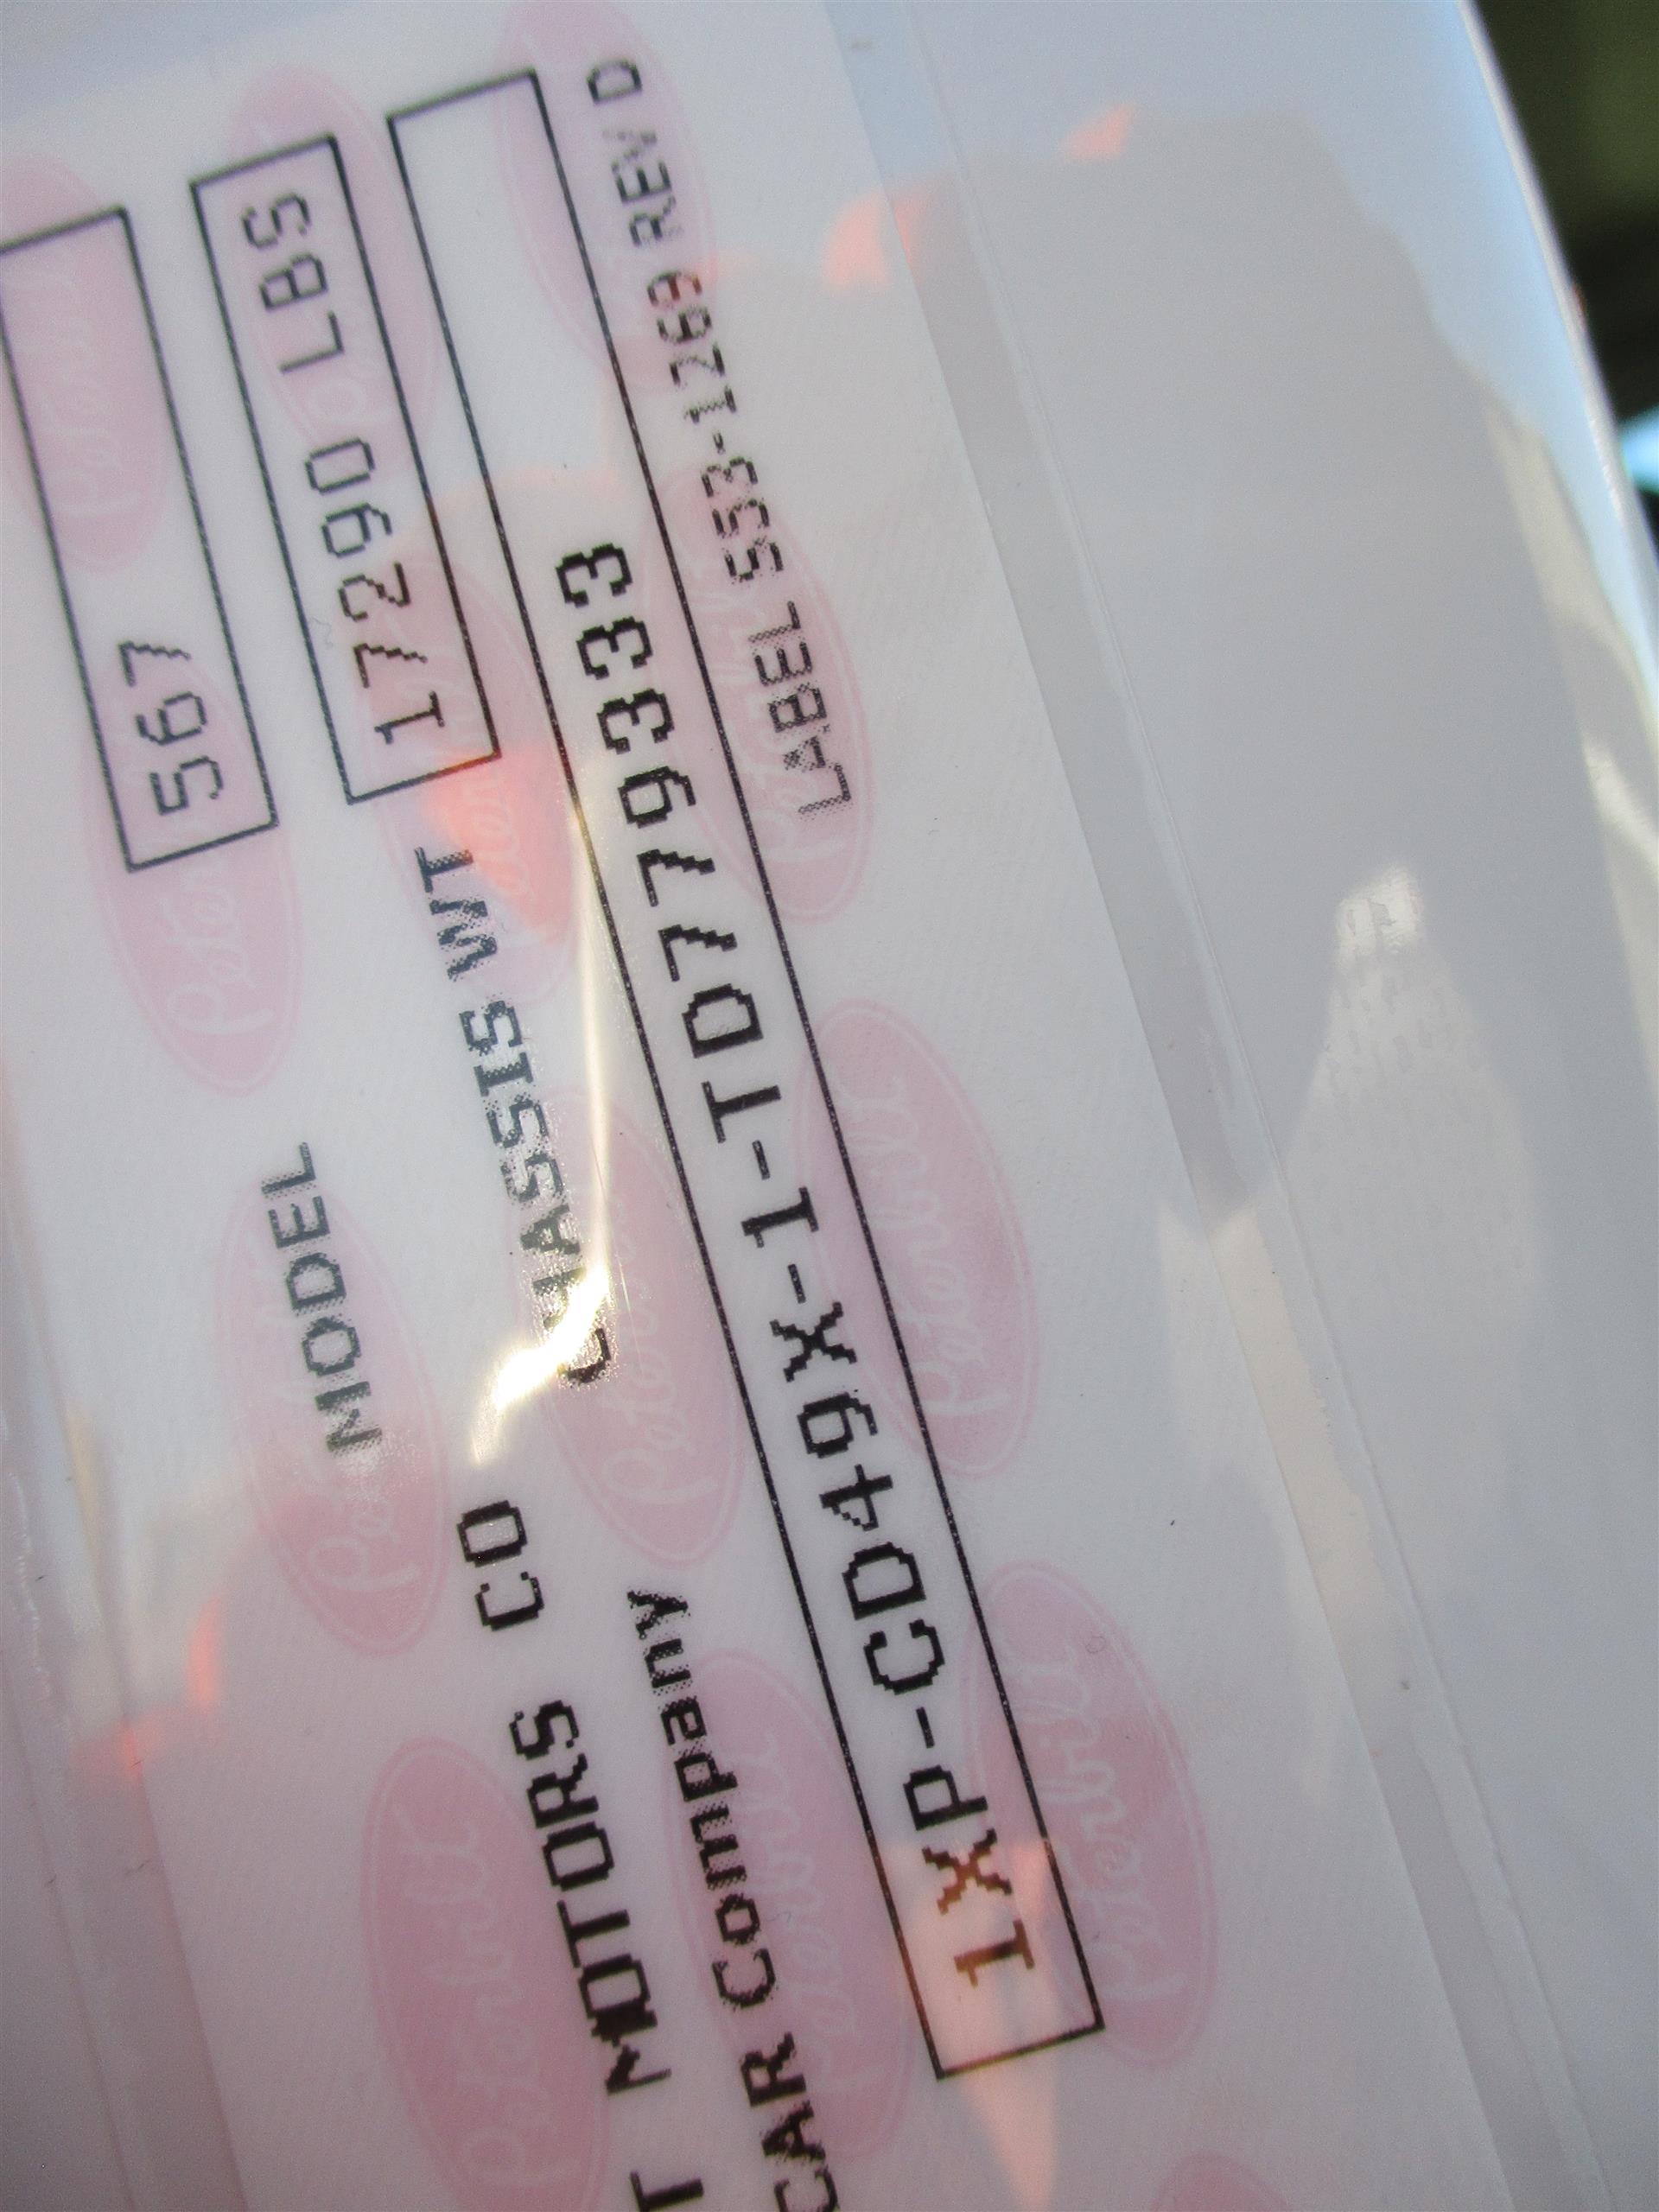 MODEL 567
T MOTORS CO CHASSIS WT 17290 LBS
CAR Company
1XP-CD49X-1-TD779333
LABEL 553-1269 REV D